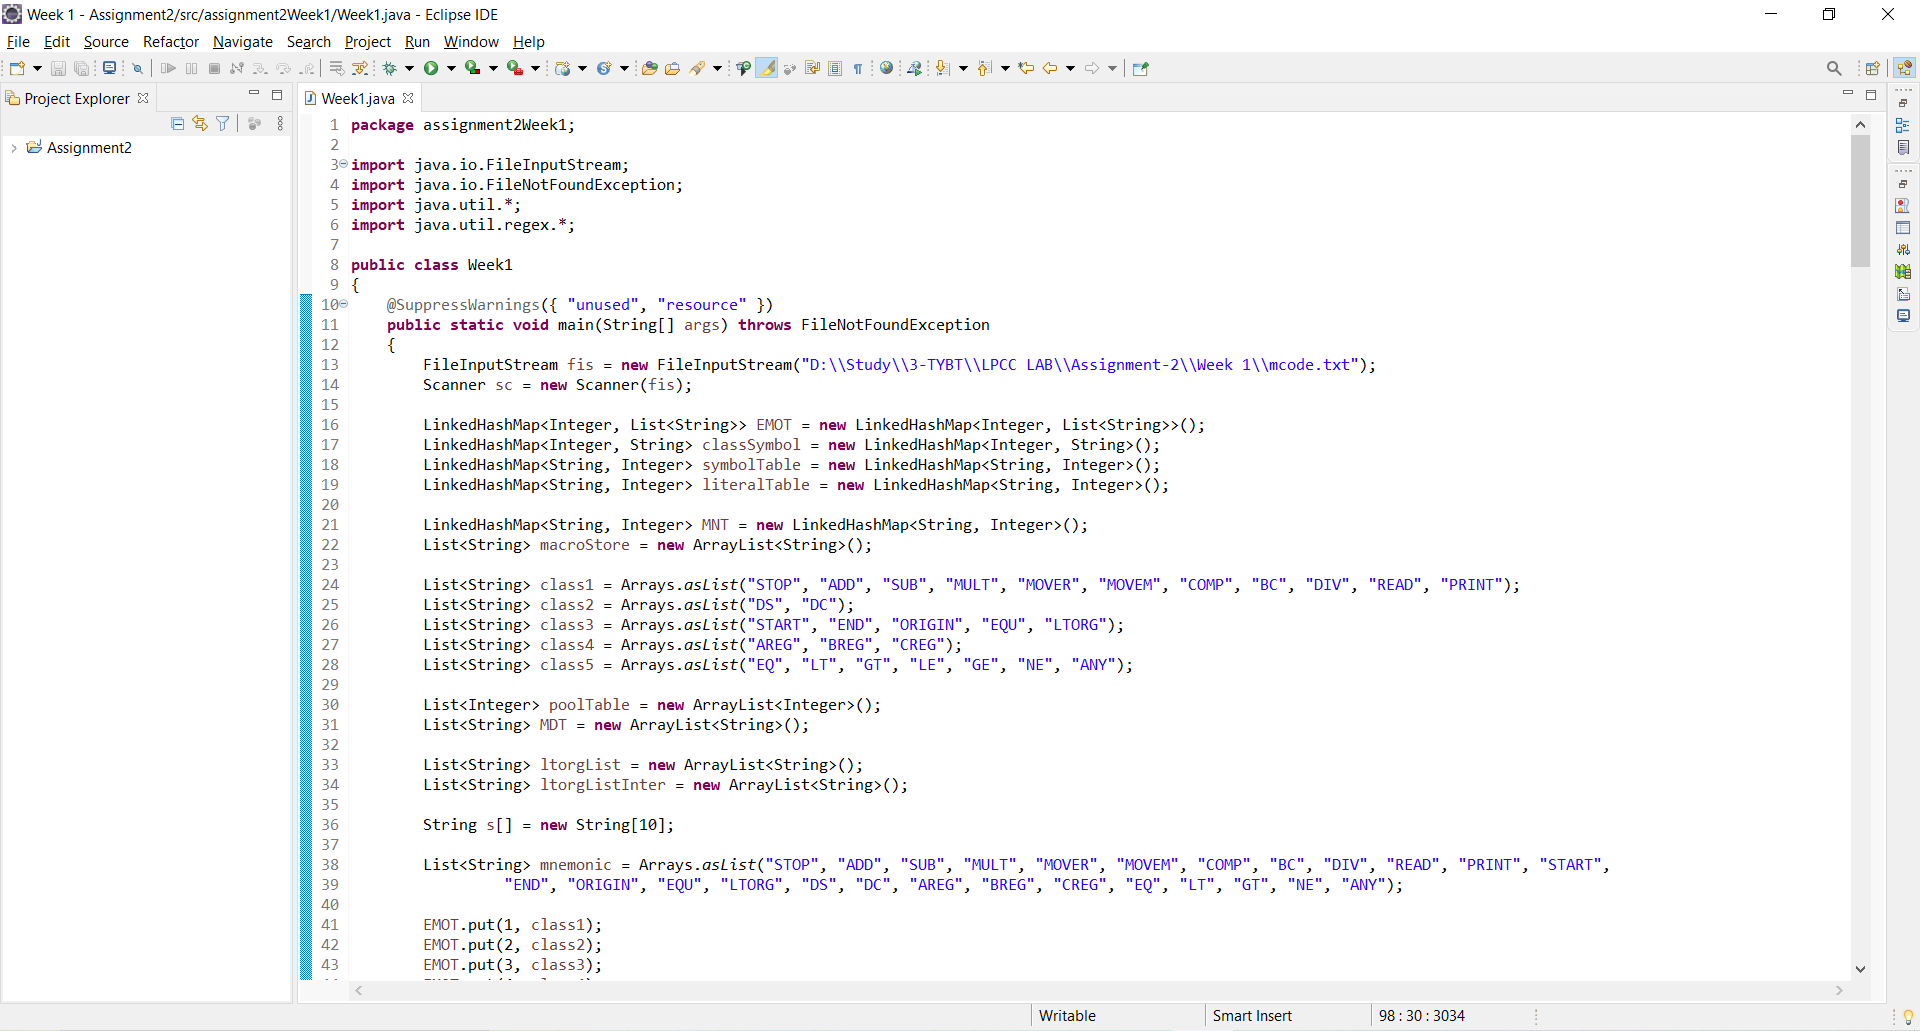 Week 1 - Assignment2/src/assignment2Week1/Week1.java - Eclipse IDE
File Edit Source Refactor Navigate Search Project Run Window Help
Project Explorer
Assignment2
Week1.java
1 package assignment2Week1;
2
3 import java.io.FileInputStream;
4 import java.io.FileNotFoundException;
5 import java.util.*;
6 import java.util.regex.*;
7
8 public class Week1
9 {
10 @SuppressWarnings({ "unused", "resource" })
11 public static void main(String[] args) throws FileNotFoundException
12 {
13 FileInputStream fis = new FileInputStream("D:\\Study\\3-TYBT\\LPCC LAB\\Assignment-2\\Week 1\\mcode.txt");
14 Scanner sc = new Scanner(fis);
15
16 LinkedHashMap<Integer, List<String>> EMOT = new LinkedHashMap<Integer, List<String>>();
17 LinkedHashMap<Integer, String> classSymbol = new LinkedHashMap<Integer, String>();
18 LinkedHashMap<String, Integer> symbolTable = new LinkedHashMap<String, Integer>();
19 LinkedHashMap<String, Integer> literalTable = new LinkedHashMap<String, Integer>();
20
21 LinkedHashMap<String, Integer> MNT = new LinkedHashMap<String, Integer>();
22 List<String> macroStore = new ArrayList<String>();
23
24 List<String> class1 = Arrays.asList("STOP", "ADD", "SUB", "MULT", "MOVER", "MOVEM", "COMP", "BC", "DIV", "READ", "PRINT");
25 List<String> class2 = Arrays.asList("DS", "DC");
26 List<String> class3 = Arrays.asList("START", "END", "ORIGIN", "EQU", "LTORG");
27 List<String> class4 = Arrays.asList("AREG", "BREG", "CREG");
28 List<String> class5 = Arrays.asList("EQ", "LT", "GT", "LE", "GE", "NE", "ANY");
29
30 List<Integer> poolTable = new ArrayList<Integer>();
31 List<String> MDT = new ArrayList<String>();
32
33 List<String> ltorgList = new ArrayList<String>();
34 List<String> ltorgListInter = new ArrayList<String>();
35
36 String s[] = new String[10];
37
38 List<String> mnemonic = Arrays.asList("STOP", "ADD", "SUB", "MULT", "MOVER", "MOVEM", "COMP", "BC", "DIV", "READ", "PRINT", "START",
39 "END", "ORIGIN", "EQU", "LTORG", "DS", "DC", "AREG", "BREG", "CREG", "EQ", "LT", "GT", "NE", "ANY");
40
41 EMOT.put(1, class1);
42 EMOT.put(2, class2);
43 EMOT.put(3, class3);
Writable Smart Insert 98 : 30 : 3034